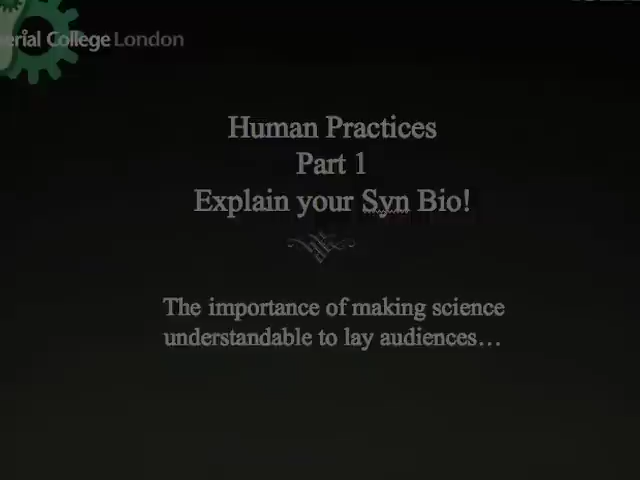 erial College London
Human Practices
Part 1
Explain your Syn Bio!
The importance of making science
understandable to lay audiences…